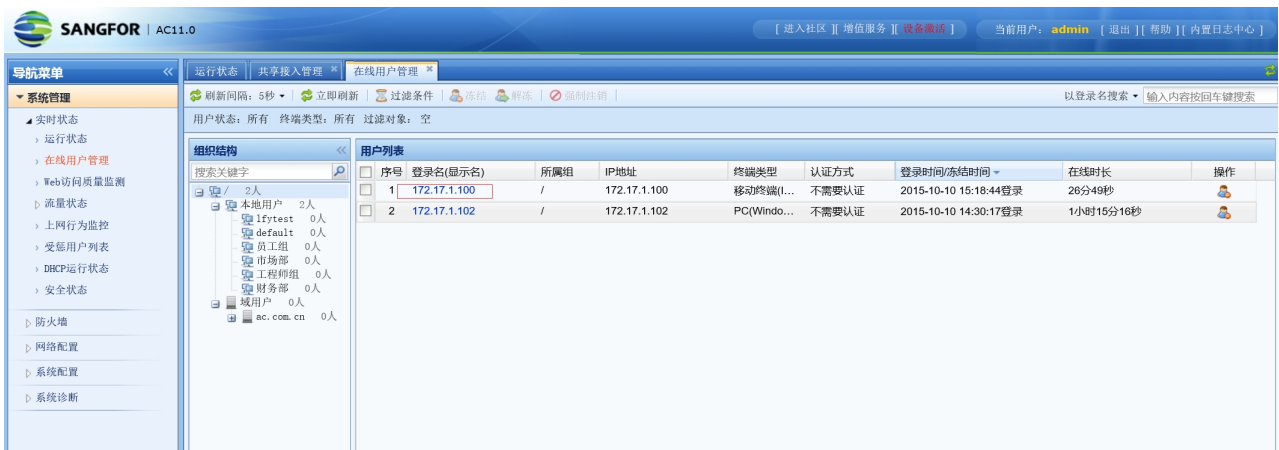 SANGFOR | AC11.0
[ 进入社区 ][ 增值服务 ][ 设备激活 ] 当前用户: admin [ 退出 ][ 帮助 ][ 内置日志中心 ]
导航菜单
运行状态 共享接入管理 在线用户管理
系统管理
刷新间隔: 5秒 立即刷新 过滤条件 冻结 解冻 强制注销 以登录名搜索 输入内容按回车键搜索
实时状态
用户状态: 所有 终端类型: 所有 过滤对象: 空
运行状态
在线用户管理
Web访问质量监测
流量状态
上网行为监控
受惩用户列表
DHCP运行状态
安全状态
防火墙
网络配置
系统配置
系统诊断
组织结构
搜索关键字
/ 2人
本地用户 2人
lfytest 0人
default 0人
员工组 0人
市场部 0人
工程师组 0人
财务部 0人
域用户 0人
ac.com.cn 0人
用户列表
序号 登录名(显示名) 所属组 IP地址 终端类型 认证方式 登录时间/冻结时间 在线时长 操作
1 172.17.1.100 / 172.17.1.100 移动终端(I... 不需要认证 2015-10-10 15:18:44登录 26分49秒
2 172.17.1.102 / 172.17.1.102 PC(Windo... 不需要认证 2015-10-10 14:30:17登录 1小时15分16秒